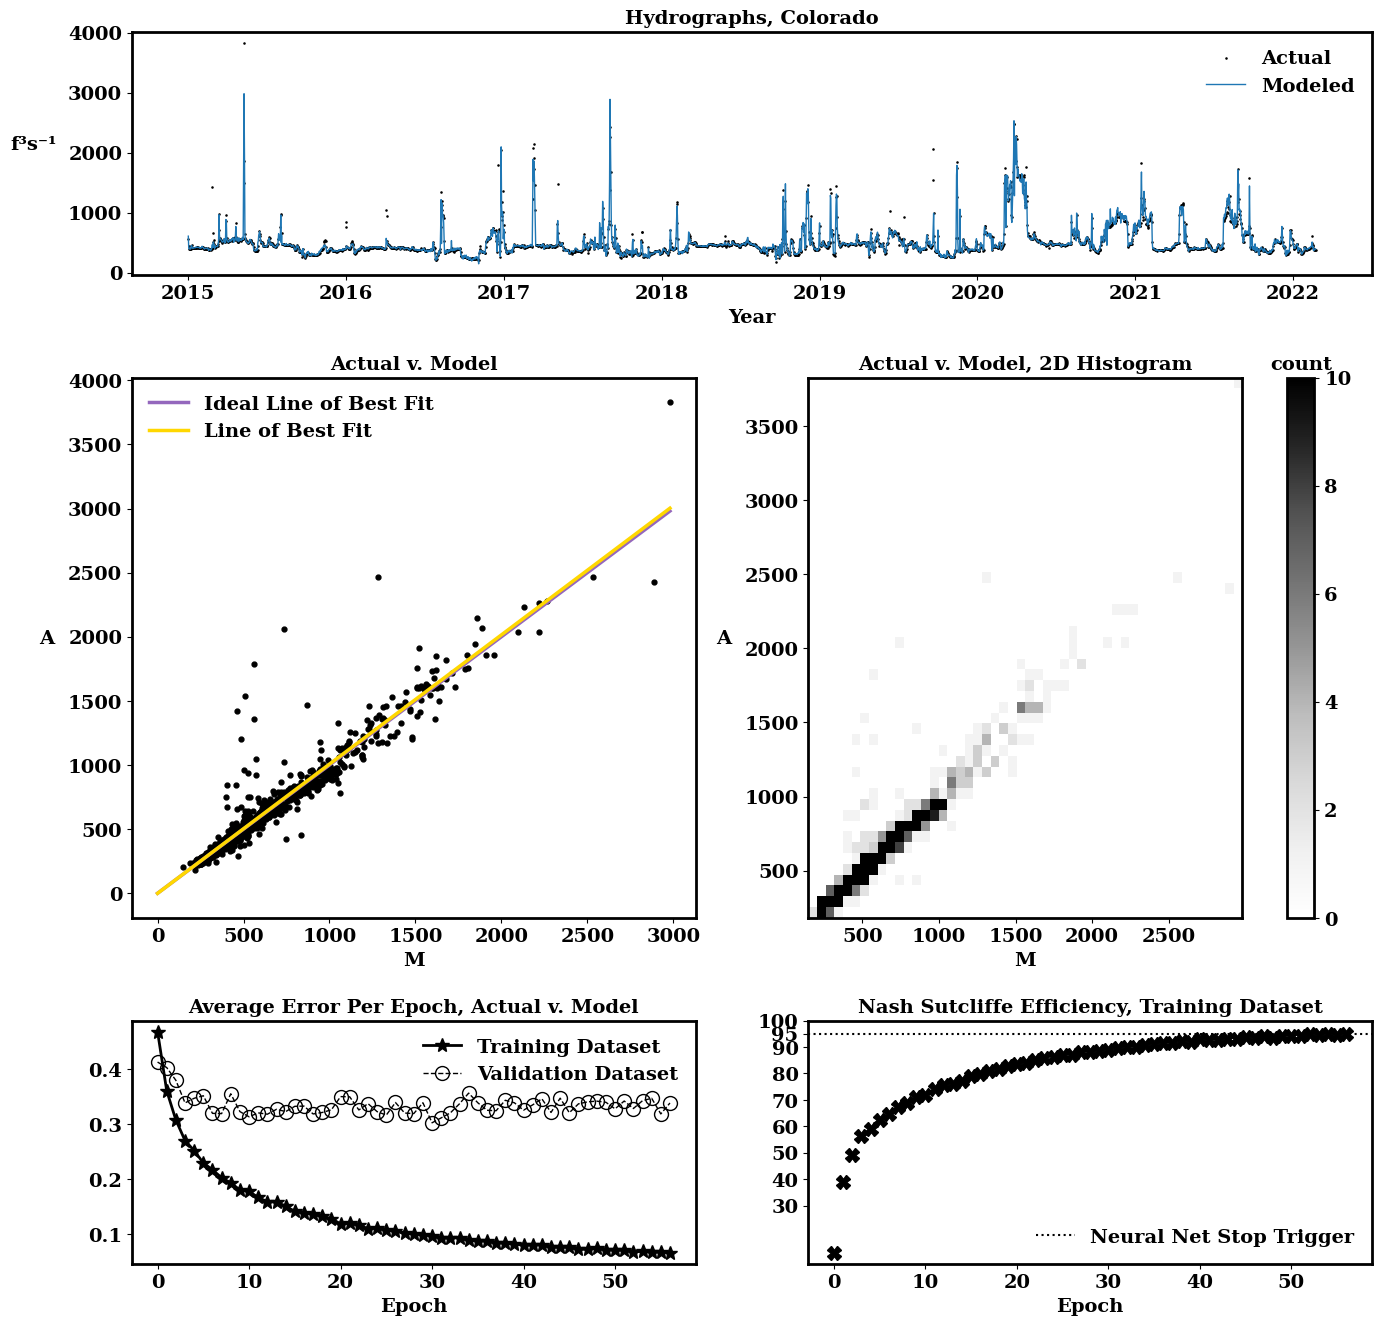 Hydrographs, Colorado
4000
3000
2000
1000
0
f³s⁻¹
Actual
Modeled
2015 2016 2017 2018 2019 2020 2021 2022
Year
Actual v. Model
4000
3500
3000
2500
2000
1500
1000
500
0
A
Ideal Line of Best Fit
Line of Best Fit
0 500 1000 1500 2000 2500 3000
M
Actual v. Model, 2D Histogram
3500
3000
2500
2000
1500
1000
500
A
500 1000 1500 2000 2500
M
count
10
8
6
4
2
0
Average Error Per Epoch, Actual v. Model
0.4
0.3
0.2
0.1
Training Dataset
Validation Dataset
0 10 20 30 40 50
Epoch
Nash Sutcliffe Efficiency, Training Dataset
100
95
90
80
70
60
50
40
30
Neural Net Stop Trigger
0 10 20 30 40 50
Epoch